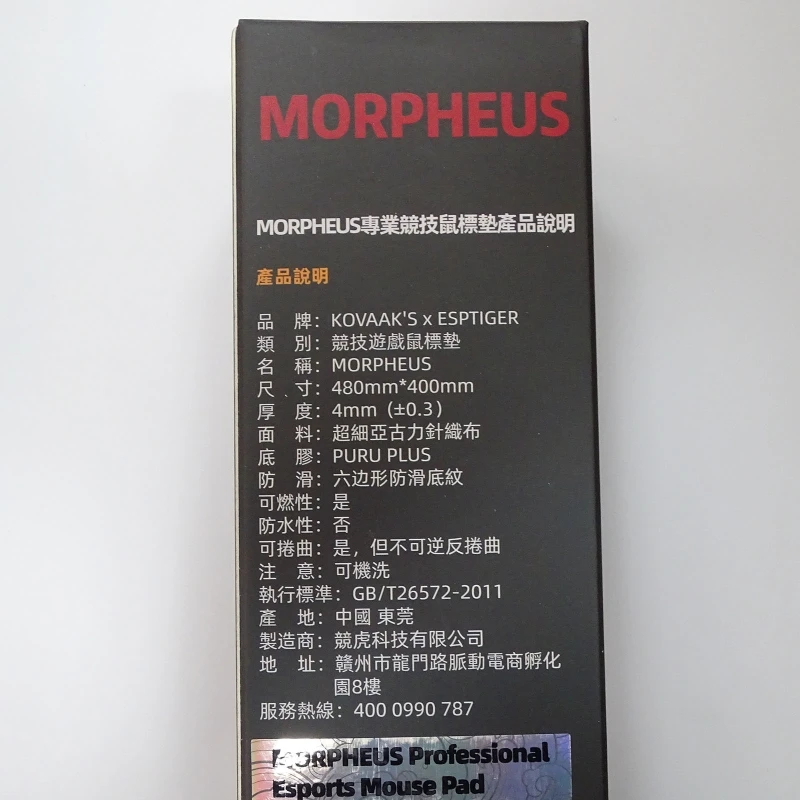 MORPHEUS
MORPHEUS專業競技鼠標墊產品說明
產品說明
品 牌：KOVAAK'S x ESPTIGER
類 別：競技遊戲鼠標墊
名 稱：MORPHEUS
尺 寸：480mm*400mm
厚 度：4mm（±0.3）
面 料：超細亞古力針織布
底 膠：PURU PLUS
防 滑：六边形防滑底紋
可燃性：是
防水性：否
可捲曲：是，但不可逆反捲曲
注 意：可機洗
執行標準：GB/T26572-2011
產 地：中國 東莞
製造商：競虎科技有限公司
地 址：贛州市龍門路脈動電商孵化
園8樓
服務熱線：400 0990 787
MORPHEUS Professional
Esports Mouse Pad